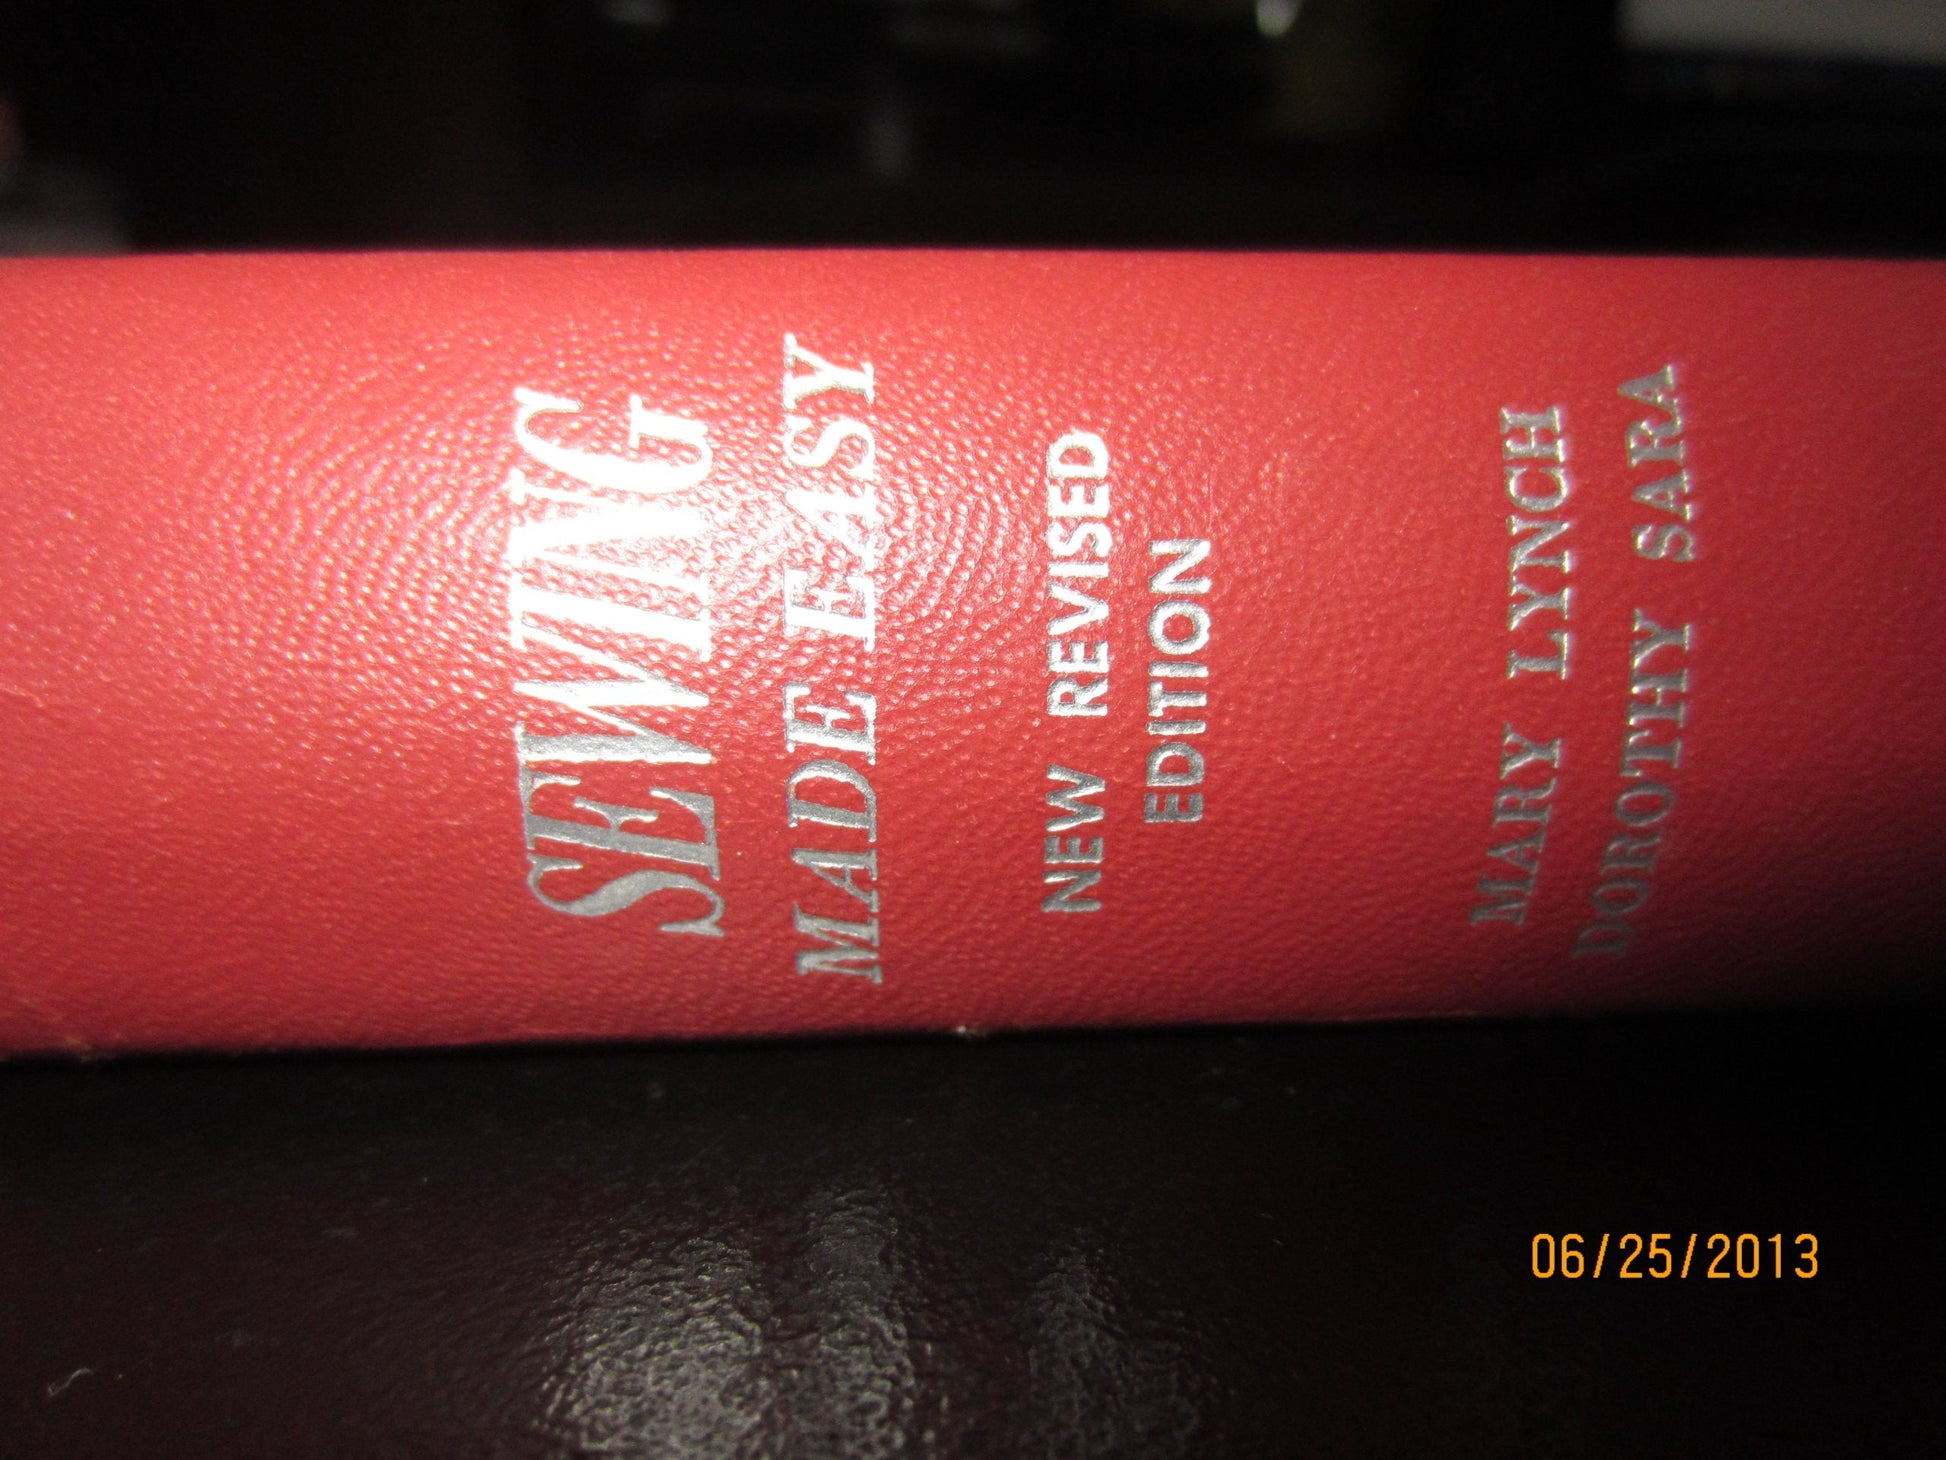 SEWING
MADE EASY
NEW REVISED
EDITION
MARY LYNCH
DOROTHY SARA
06/25/2013